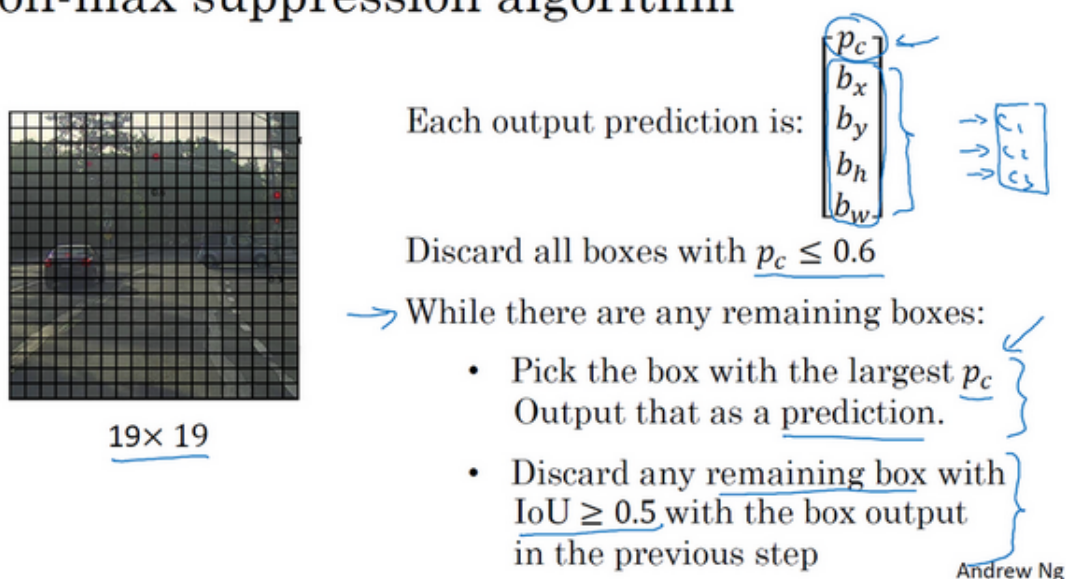 on-max suppression algorithm
Each output prediction is:
p_c
b_x
b_y
b_h
b_w
c₁
c₂
c₃
Discard all boxes with p_c ≤ 0.6
While there are any remaining boxes:
• Pick the box with the largest p_c
Output that as a prediction.
• Discard any remaining box with
IoU ≥ 0.5 with the box output
in the previous step
19× 19
Andrew Ng